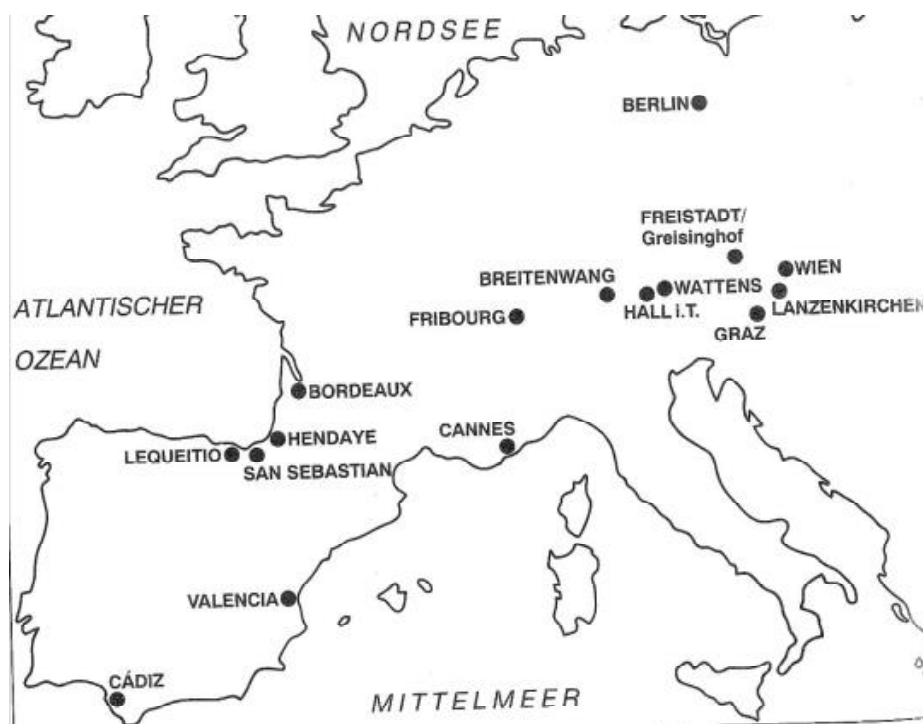 NORDSEE
BERLIN
FREISTADT/
Greisinghof
WIEN
BREITENWANG
WATTENS
ATLANTISCHER
HALL i.T.
LANZENKIRCHEN
FRIBOURG
GRAZ
OZEAN
BORDEAUX
HENDAYE
CANNES
LEQUEITIO
SAN SEBASTIAN
VALENCIA
CÁDIZ
MITTELMEER